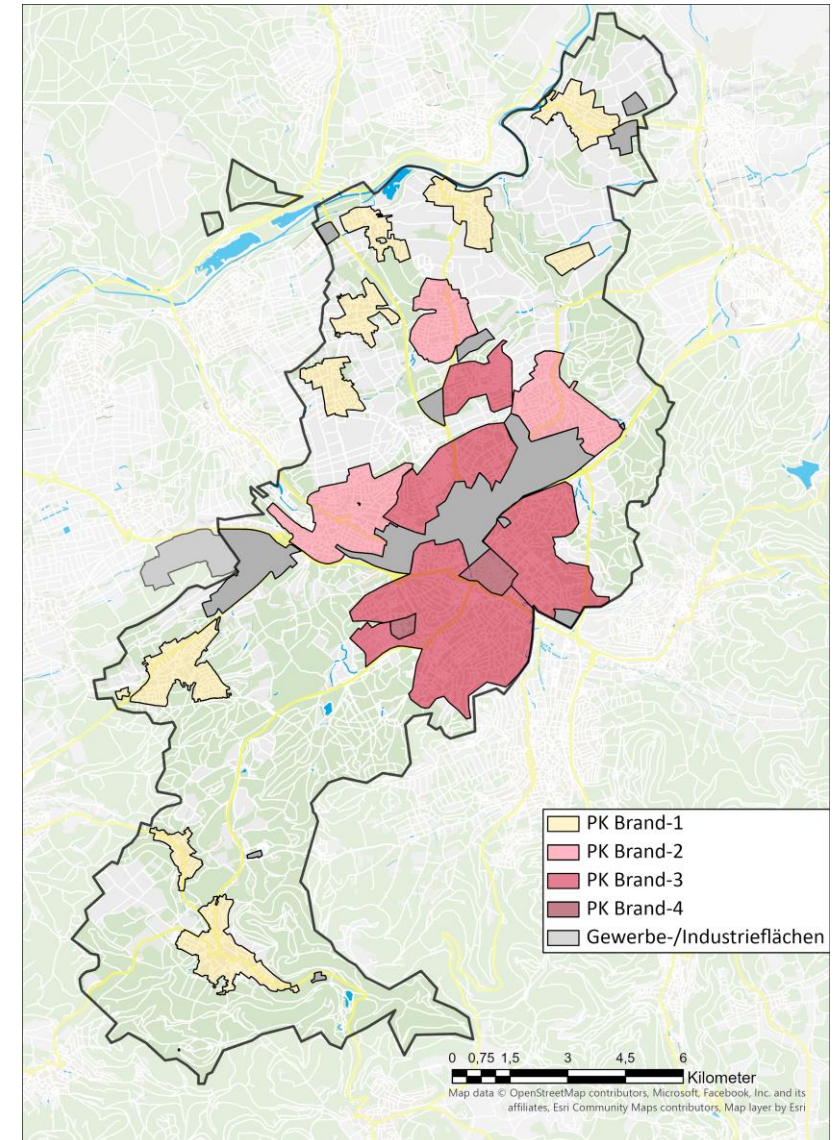 PK Brand-1
PK Brand-2
PK Brand-3
PK Brand-4
Gewerbe-/Industrieflächen
0 0,75 1,5 3 4,5 6
Kilometer
Map data © OpenStreetMap contributors, Microsoft, Facebook, Inc. and its
affiliates, Esri Community Maps contributors, Map layer by Esri